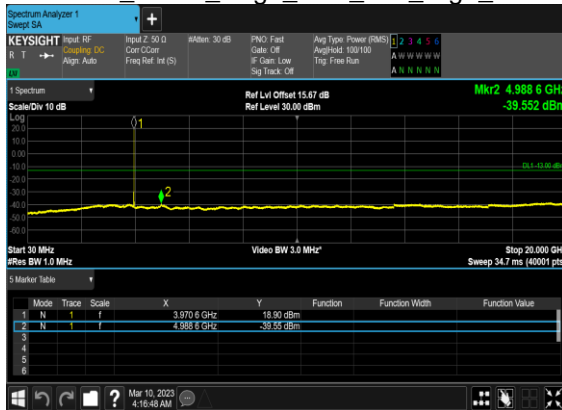 Spectrum Analyzer 1
Swept SA
+
KEYSIGHT Input: RF Input Z: 50 Ω #Atten: 30 dB PNO: Fast Avg Type: Power (RMS) 1 2 3 4 5 6
R T Coupling: DC Corr CCorr Gate: Off Avg|Hold: 100/100 A W W W W W
Align: Auto Freq Ref: Int (S) IF Gain: Low Trig: Free Run
Sig Track: Off A N N N N N
1 Spectrum Ref Lvl Offset 15.67 dB Mkr2 4.988 6 GHz
Scale/Div 10 dB Ref Level 30.00 dBm -39.552 dBm
Log
20.0
10.0
0.00
-10.0
-20.0
-30.0
-40.0
-50.0
-60.0
1
2
DL1 -13.00 dBm
Start 30 MHz Video BW 3.0 MHz* Stop 20.000 GHz
#Res BW 1.0 MHz Sweep 34.7 ms (40001 pts)
5 Marker Table
Mode Trace Scale X Y Function Function Width Function Value
1 N 1 f 3.970 6 GHz 18.90 dBm
2 N 1 f 4.988 6 GHz -39.55 dBm
3
4
5
6
? Mar 10, 2023
4:16:48 AM